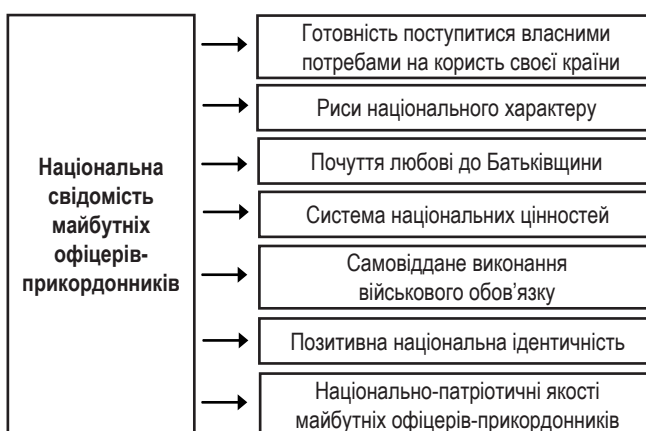 Національна
свідомість
майбутніх
офіцерів-
прикордонників
Готовність поступитися власними
потребами на користь своєї країни
Риси національного характеру
Почуття любові до Батьківщини
Система національних цінностей
Самовіддане виконання
військового обов’язку
Позитивна національна ідентичність
Національно-патріотичні якості
майбутніх офіцерів-прикордонників